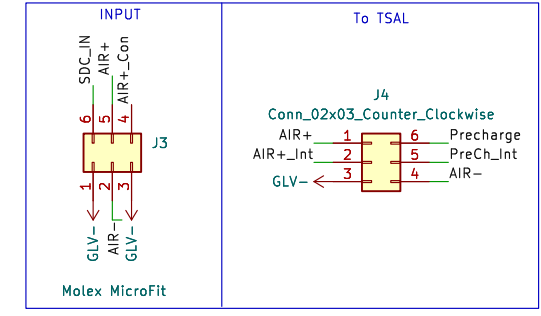 INPUT
SDC_IN
AIR+
AIR+_Con
6
5
4
J3
1
2
3
GLV-
AIR-
GLV-
Molex MicroFit
To TSAL
J4
Conn_02x03_Counter_Clockwise
AIR+ 1 6 Precharge
AIR+_Int 2 5 PreCh_Int
GLV- 3 4 AIR-